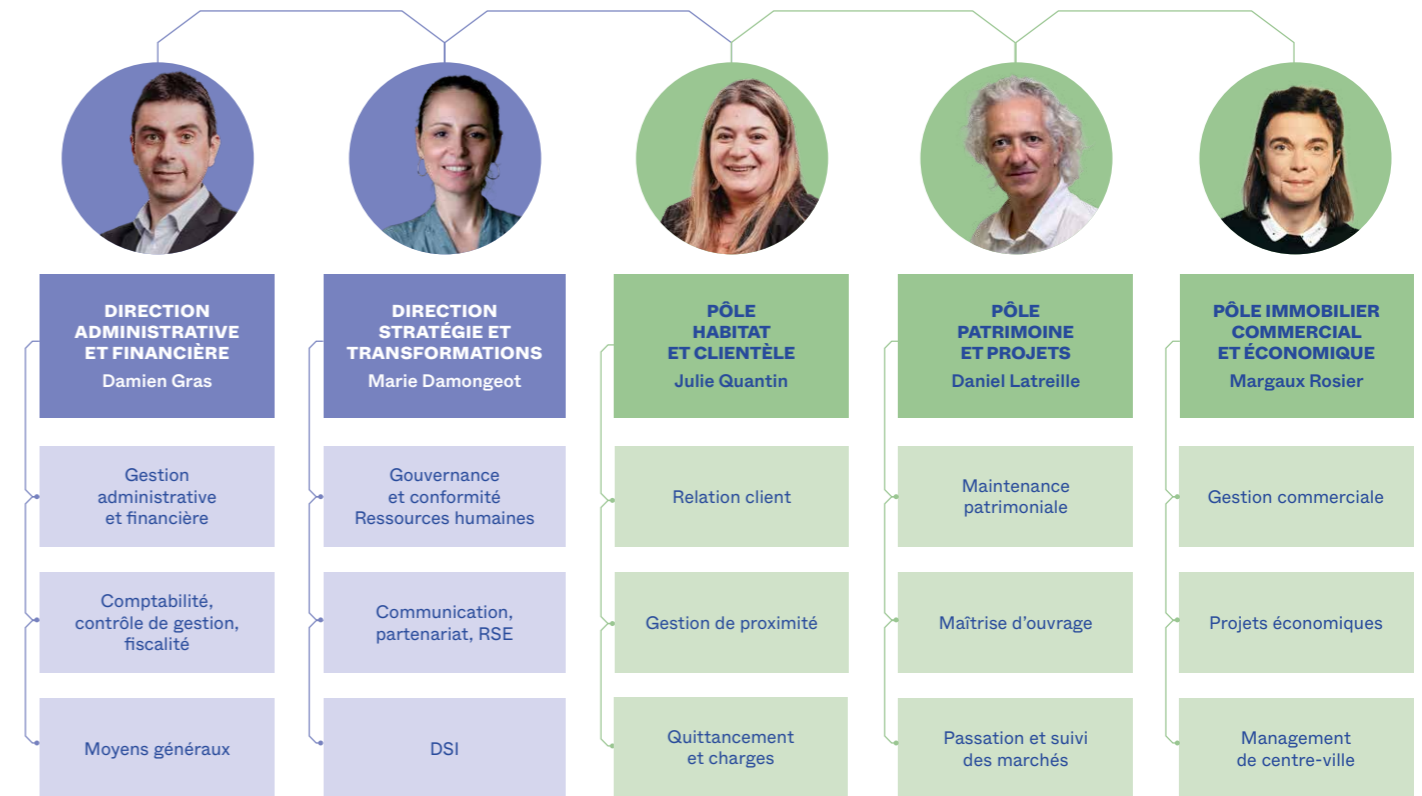 DIRECTION
ADMINISTRATIVE
ET FINANCIÈRE
Damien Gras
Gestion
administrative
et financière
Comptabilité,
contrôle de gestion,
fiscalité
Moyens généraux
DIRECTION
STRATÉGIE ET
TRANSFORMATIONS
Marie Damongeot
Gouvernance
et conformité
Ressources humaines
Communication,
partenariat, RSE
DSI
PÔLE
HABITAT
ET CLIENTÈLE
Julie Quantin
Relation client
Gestion de proximité
Quittancement
et charges
PÔLE
PATRIMOINE
ET PROJETS
Daniel Latreille
Maintenance
patrimoniale
Maîtrise d'ouvrage
Passation et suivi
des marchés
PÔLE IMMOBILIER
COMMERCIAL
ET ÉCONOMIQUE
Margaux Rosier
Gestion commerciale
Projets économiques
Management
de centre-ville